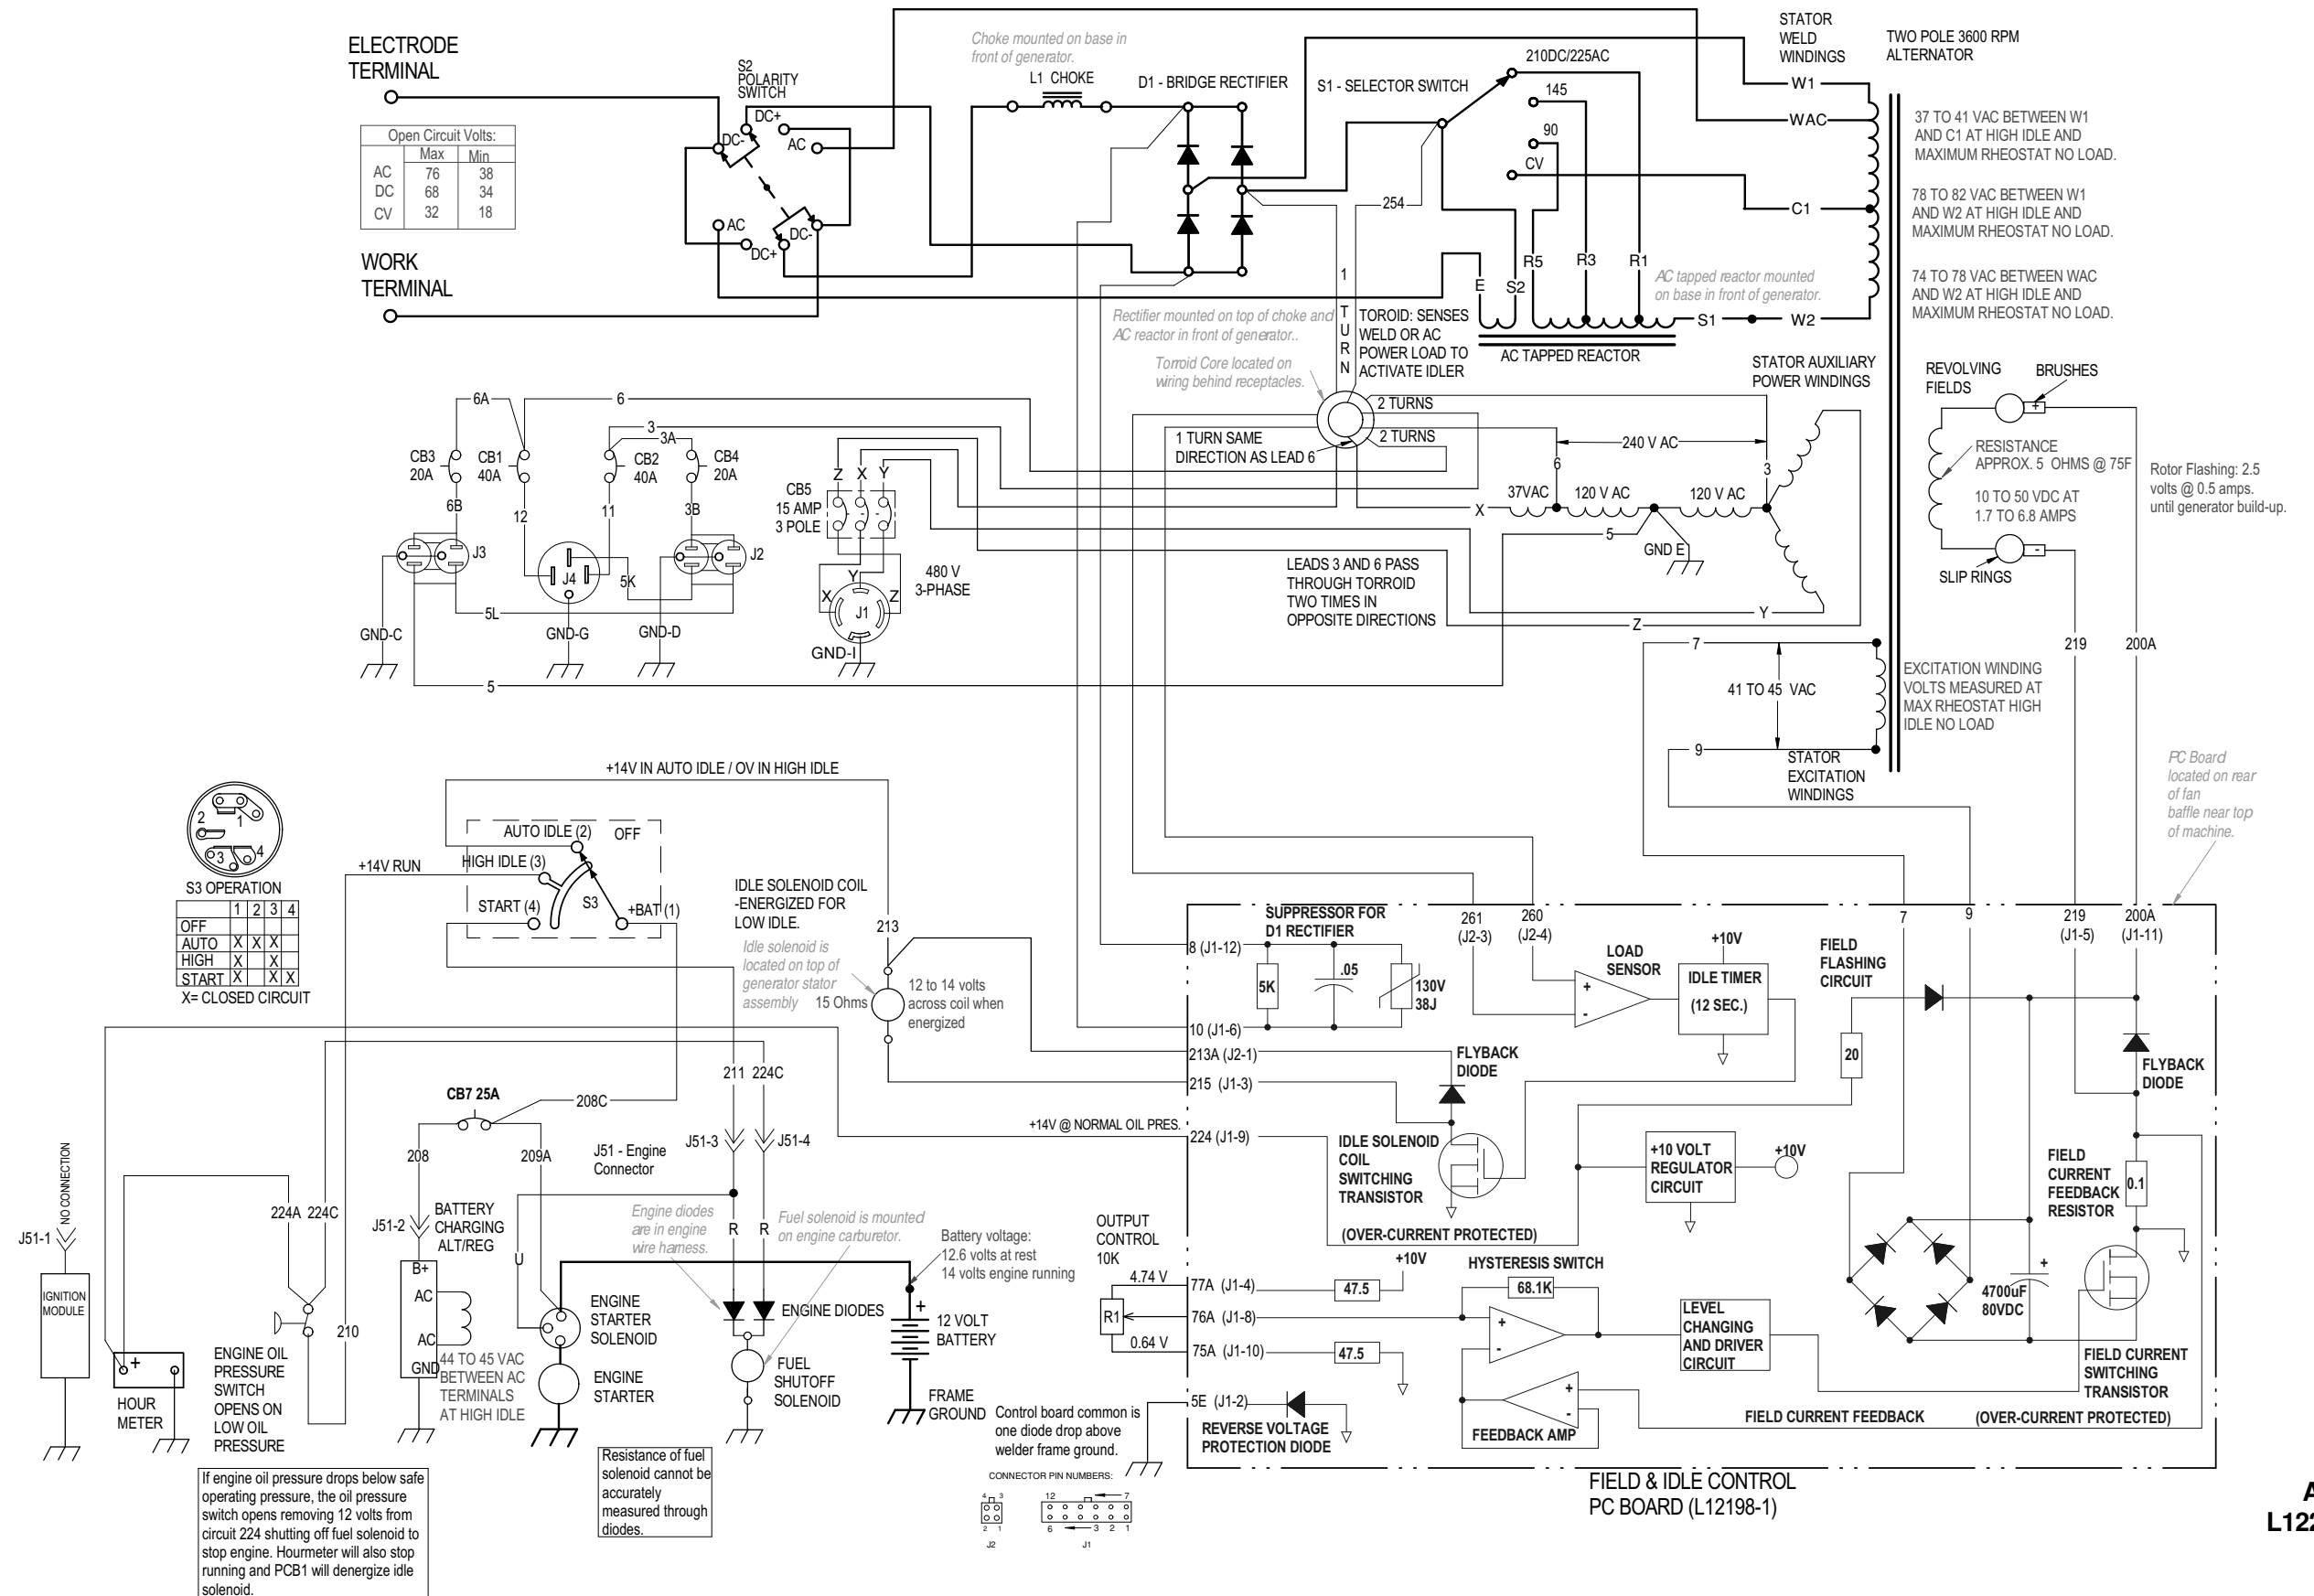 ELECTRODE
TERMINAL
Open Circuit Volts:
Max Min
AC 76 38
DC 68 34
CV 32 18
WORK
TERMINAL
S2
POLARITY
SWITCH
DC+
DC-
AC
AC
DC-
DC+
Choke mounted on base in
front of generator.
L1 CHOKE
D1 - BRIDGE RECTIFIER
S1 - SELECTOR SWITCH
210DC/225AC
145
90
CV
254
STATOR
WELD
WINDINGS
W1
WAC
C1
W2
S1
TWO POLE 3600 RPM
ALTERNATOR
37 TO 41 VAC BETWEEN W1
AND C1 AT HIGH IDLE AND
MAXIMUM RHEOSTAT NO LOAD.
78 TO 82 VAC BETWEEN W1
AND W2 AT HIGH IDLE AND
MAXIMUM RHEOSTAT NO LOAD.
74 TO 78 VAC BETWEEN WAC
AND W2 AT HIGH IDLE AND
MAXIMUM RHEOSTAT NO LOAD.
E S2 R5 R3 R1
AC tapped reactor mounted
on base in front of generator.
AC TAPPED REACTOR
Rectifier mounted on top of choke and
AC reactor in front of generator..
1
T
U
R
N
TOROID: SENSES
WELD OR AC
POWER LOAD TO
ACTIVATE IDLER
Torroid Core located on
wiring behind receptacles.
2 TURNS
2 TURNS
1 TURN SAME
DIRECTION AS LEAD 6
STATOR AUXILIARY
POWER WINDINGS
240 V AC
6
3
37VAC
120 V AC
120 V AC
X
5
GND E
Y
Z
LEADS 3 AND 6 PASS
THROUGH TORROID
TWO TIMES IN
OPPOSITE DIRECTIONS
REVOLVING
FIELDS
BRUSHES
+
RESISTANCE
APPROX. 5 OHMS @ 75F
10 TO 50 VDC AT
1.7 TO 6.8 AMPS
-
SLIP RINGS
Rotor Flashing: 2.5
volts @ 0.5 amps.
until generator build-up.
219
200A
6A
6
3
3A
CB3
20A
CB1
40A
CB2
40A
CB4
20A
6B
12
11
3B
J3
J4
5K
J2
5L
GND-C
GND-G
GND-D
5
Z X Y
CB5
15 AMP
3 POLE
Y
X
Z
J1
480 V
3-PHASE
GND-I
7
41 TO 45 VAC
9
EXCITATION WINDING
VOLTS MEASURED AT
MAX RHEOSTAT HIGH
IDLE NO LOAD
STATOR
EXCITATION
WINDINGS
PC Board
located on rear
of fan
baffle near top
of machine.
2
1
3
4
S3 OPERATION
1 2 3 4
OFF
AUTO X X X
HIGH X X
START X X X
X= CLOSED CIRCUIT
+14V IN AUTO IDLE / OV IN HIGH IDLE
AUTO IDLE (2)
OFF
HIGH IDLE (3)
START (4)
S3
+BAT (1)
+14V RUN
IDLE SOLENOID COIL
-ENERGIZED FOR
LOW IDLE.
213
Idle solenoid is
located on top of
generator stator
assembly
15 Ohms
12 to 14 volts
across coil when
energized
211
224C
CB7 25A
208C
208
209A
J51 - Engine
Connector
J51-3
J51-4
J51-1
NO CONNECTION
IGNITION
MODULE
224A 224C
210
HOUR
METER
+
ENGINE OIL
PRESSURE
SWITCH
OPENS ON
LOW OIL
PRESSURE
J51-2
BATTERY
CHARGING
ALT/REG
B+
AC
AC
GND
44 TO 45 VAC
BETWEEN AC
TERMINALS
AT HIGH IDLE
U
ENGINE
STARTER
SOLENOID
ENGINE
STARTER
Engine diodes
are in engine
wire harness.
R
R
Fuel solenoid is mounted
on engine carburetor.
ENGINE DIODES
FUEL
SHUTOFF
SOLENOID
Battery voltage:
12.6 volts at rest
14 volts engine running
+
12 VOLT
BATTERY
FRAME
GROUND
Resistance of fuel
solenoid cannot be
accurately
measured through
diodes.
If engine oil pressure drops below safe
operating pressure, the oil pressure
switch opens removing 12 volts from
circuit 224 shutting off fuel solenoid to
stop engine. Hourmeter will also stop
running and PCB1 will denergize idle
solenoid.
+14V @ NORMAL OIL PRES.
OUTPUT
CONTROL
10K
4.74 V
R1
0.64 V
Control board common is
one diode drop above
welder frame ground.
CONNECTOR PIN NUMBERS:
4 3
2 1
J2
12 7
6 3 2 1
J1
8 (J1-12)
10 (J1-6)
213A (J2-1)
215 (J1-3)
224 (J1-9)
77A (J1-4)
76A (J1-8)
75A (J1-10)
5E (J1-2)
SUPPRESSOR FOR
D1 RECTIFIER
5K
.05
130V
38J
261
(J2-3)
260
(J2-4)
LOAD
SENSOR
+
-
+10V
IDLE TIMER
(12 SEC.)
FLYBACK
DIODE
IDLE SOLENOID
COIL
SWITCHING
TRANSISTOR
(OVER-CURRENT PROTECTED)
+10V
47.5
47.5
REVERSE VOLTAGE
PROTECTION DIODE
HYSTERESIS SWITCH
68.1K
+
-
+
-
FEEDBACK AMP
LEVEL
CHANGING
AND DRIVER
CIRCUIT
+10 VOLT
REGULATOR
CIRCUIT
+10V
FIELD
FLASHING
CIRCUIT
20
7
9
219
(J1-5)
200A
(J1-11)
FLYBACK
DIODE
FIELD
CURRENT
FEEDBACK
RESISTOR
0.1
+
4700uF
80VDC
FIELD CURRENT
SWITCHING
TRANSISTOR
FIELD CURRENT FEEDBACK
(OVER-CURRENT PROTECTED)
FIELD & IDLE CONTROL
PC BOARD (L12198-1)
A
L122